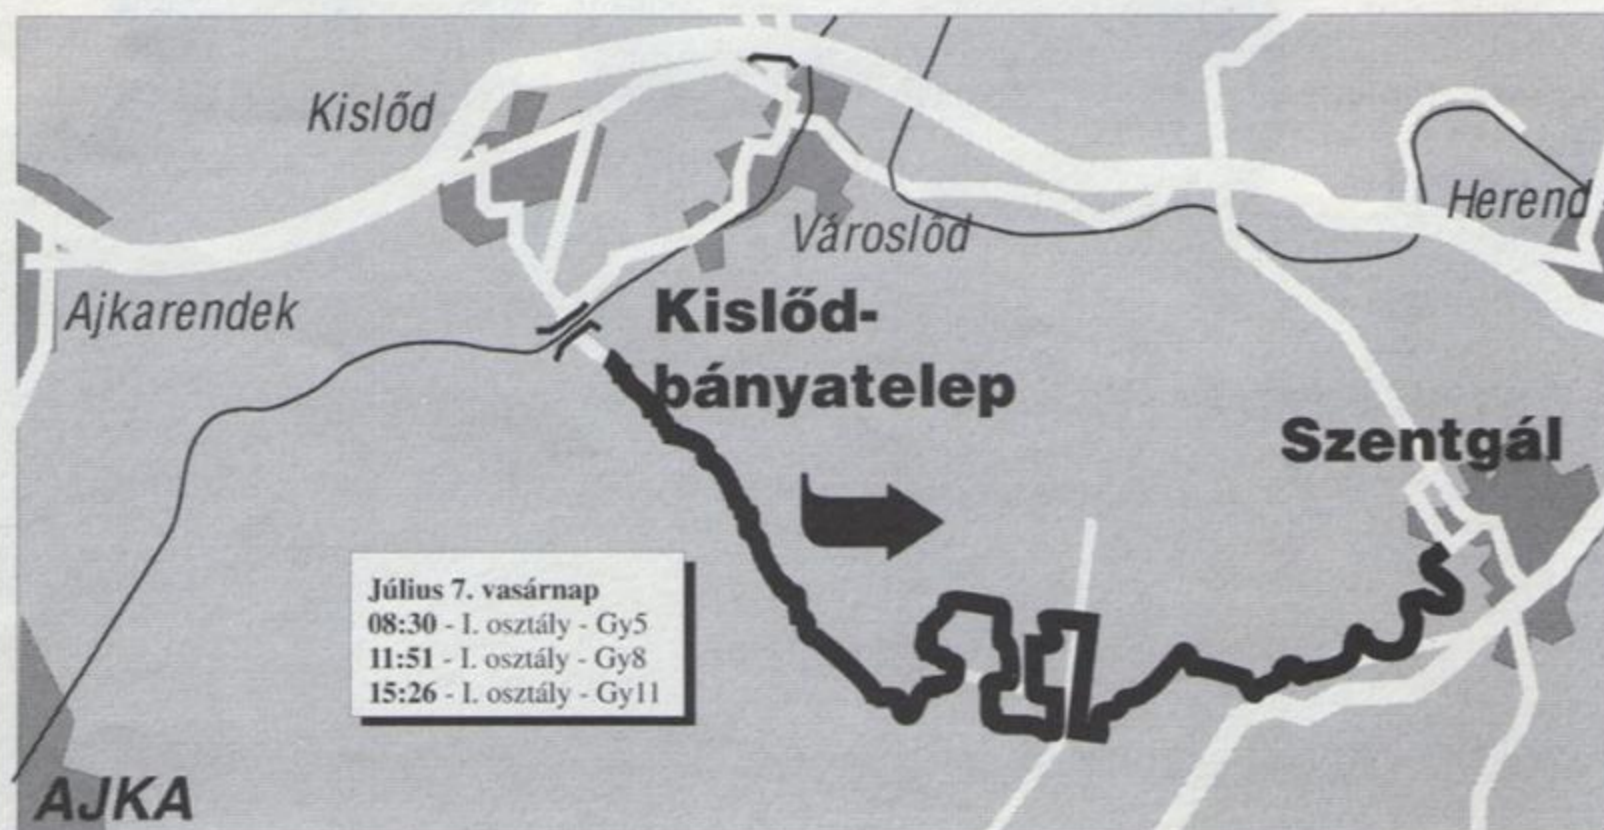 Kislőd
Herend
Városlőd
Ajkarendek
Kislőd-
bányatelep
Szentgál
Július 7. vasárnap
08:30 - I. osztály - Gy5
11:51 - I. osztály - Gy8
15:26 - I. osztály - Gy11
AJKA